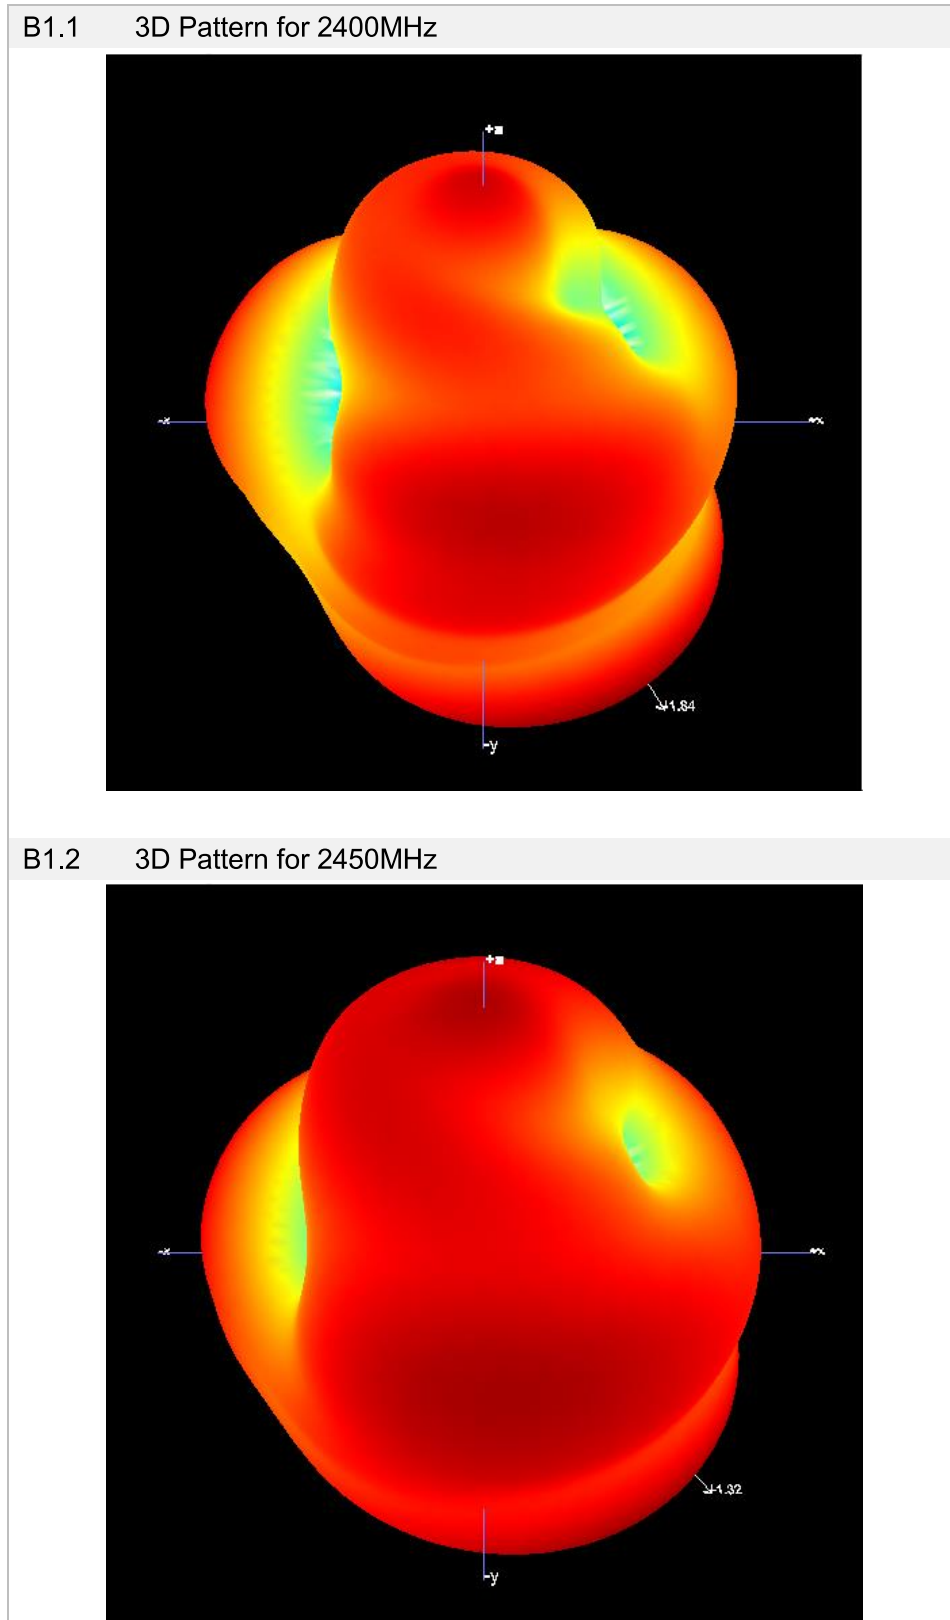 B1.1 3D Pattern for 2400MHz
-x
-y
1.84
B1.2 3D Pattern for 2450MHz
-x
1.32
-y